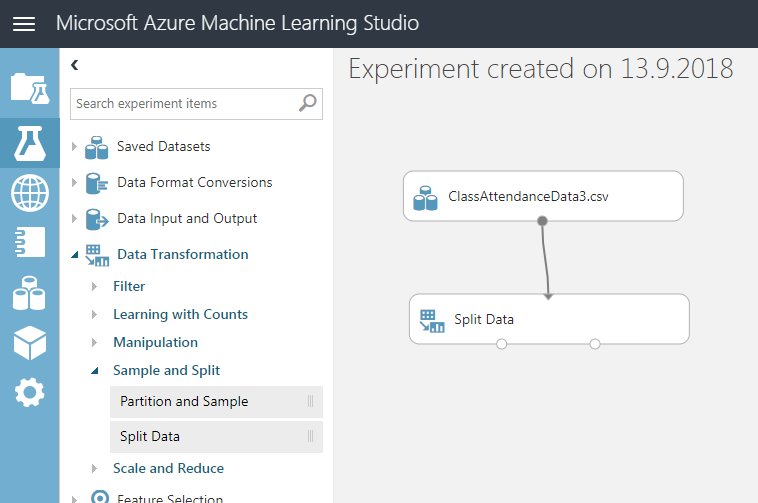 Microsoft Azure Machine Learning Studio
Experiment created on 13.9.2018
Search experiment items
Saved Datasets
Data Format Conversions
Data Input and Output
Data Transformation
Filter
Learning with Counts
Manipulation
Sample and Split
Partition and Sample
Split Data
Scale and Reduce
Feature Selection
ClassAttendanceData3.csv
Split Data